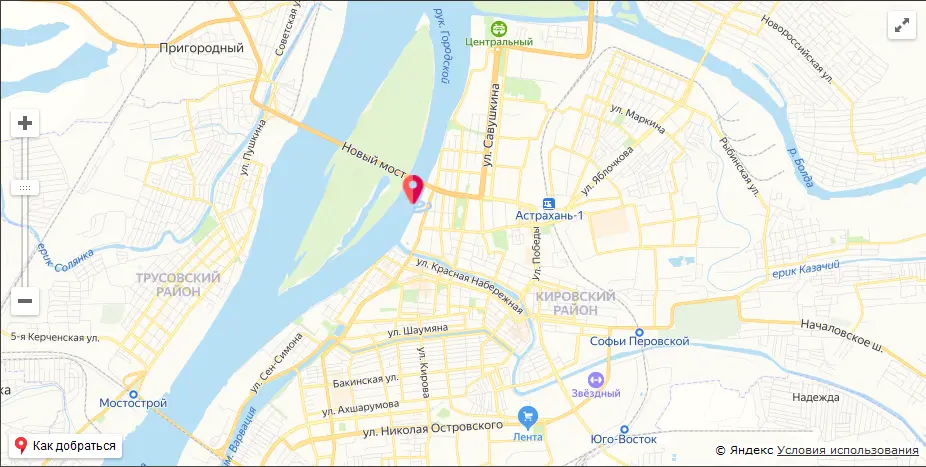 Советская ул.
Пригородный
рук. Городской
Центральный
Новороссийская ул.
ул. Савушкина
ул. Маркина
ул. Пушкина
Новый мост
ул. Яблочкова
Рыбинская ул.
р. Болда
Астрахань-1
ерик Солянка
ул. Победы
ерик Казачий
ТРУСОВСКИЙ
РАЙОН
ул. Красная Набережная
КИРОВСКИЙ
РАЙОН
5-я Керченская ул.
ул. Шаумяна
Софьи Перовской
Началовское ш.
ул. Сен-Симона
ул. Кирова
Бакинская ул.
Звёздный
Мостострой
ул. Ахшарумова
Надежда
им. Варвация
ул. Николая Островского
Лента
Юго-Восток
Как добраться
© Яндекс Условия использования